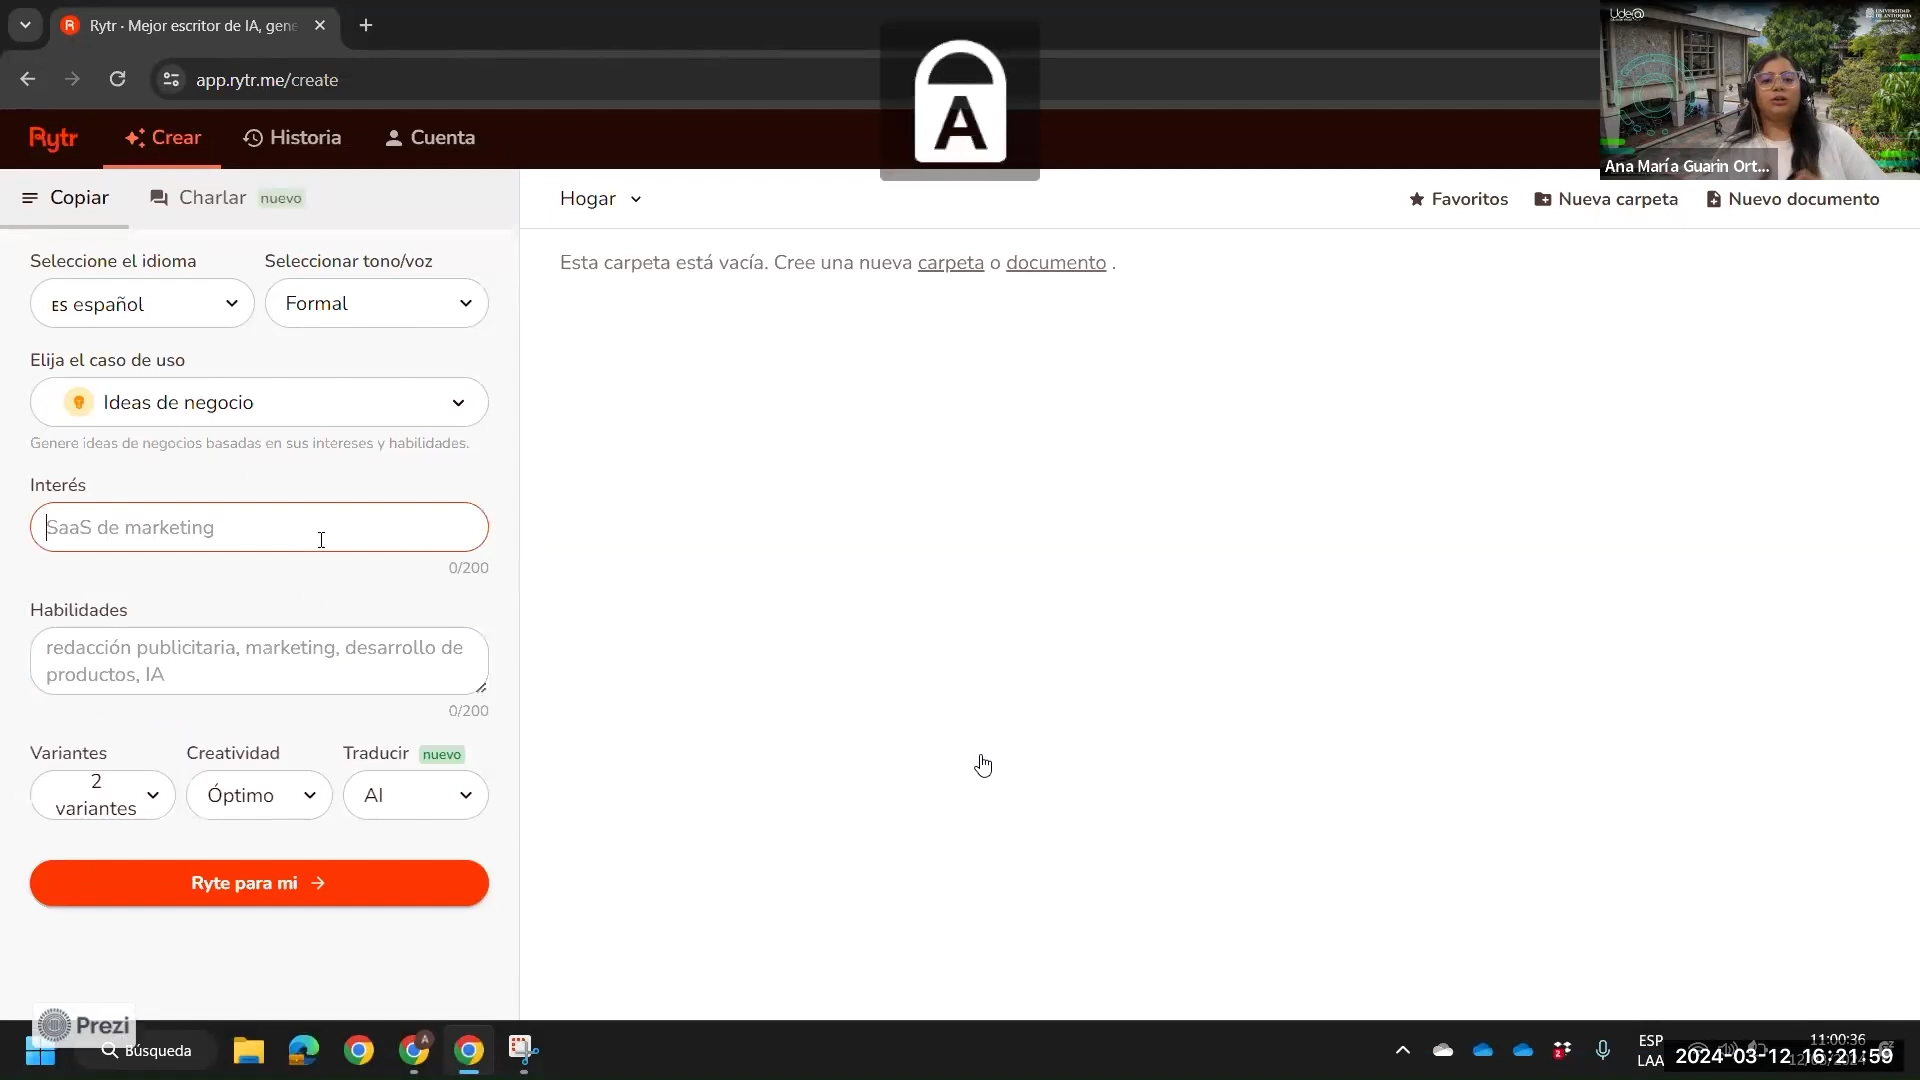 Rytr · Mejor escritor de IA, gene
app.rytr.me/create
A
Ude@
UNIVERSIDAD
DE ANTIOQUIA
Ana María Guarin Ort...
Rytr
Crear
Historia
Cuenta
Copiar
Charlar nuevo
Hogar
Favoritos
Nueva carpeta
Nuevo documento
Esta carpeta está vacía. Cree una nueva carpeta o documento .
Seleccione el idioma
Seleccionar tono/voz
ES español
Formal
Elija el caso de uso
Ideas de negocio
Genere ideas de negocios basadas en sus intereses y habilidades.
Interés
SaaS de marketing
0/200
Habilidades
redacción publicitaria, marketing, desarrollo de
productos, IA
0/200
Variantes
Creatividad
Traducir nuevo
2
variantes
Óptimo
AI
Ryte para mi
Prezi
Búsqueda
A
2
ESP
LAA
11:00:36
2024-03-12 16:21:59